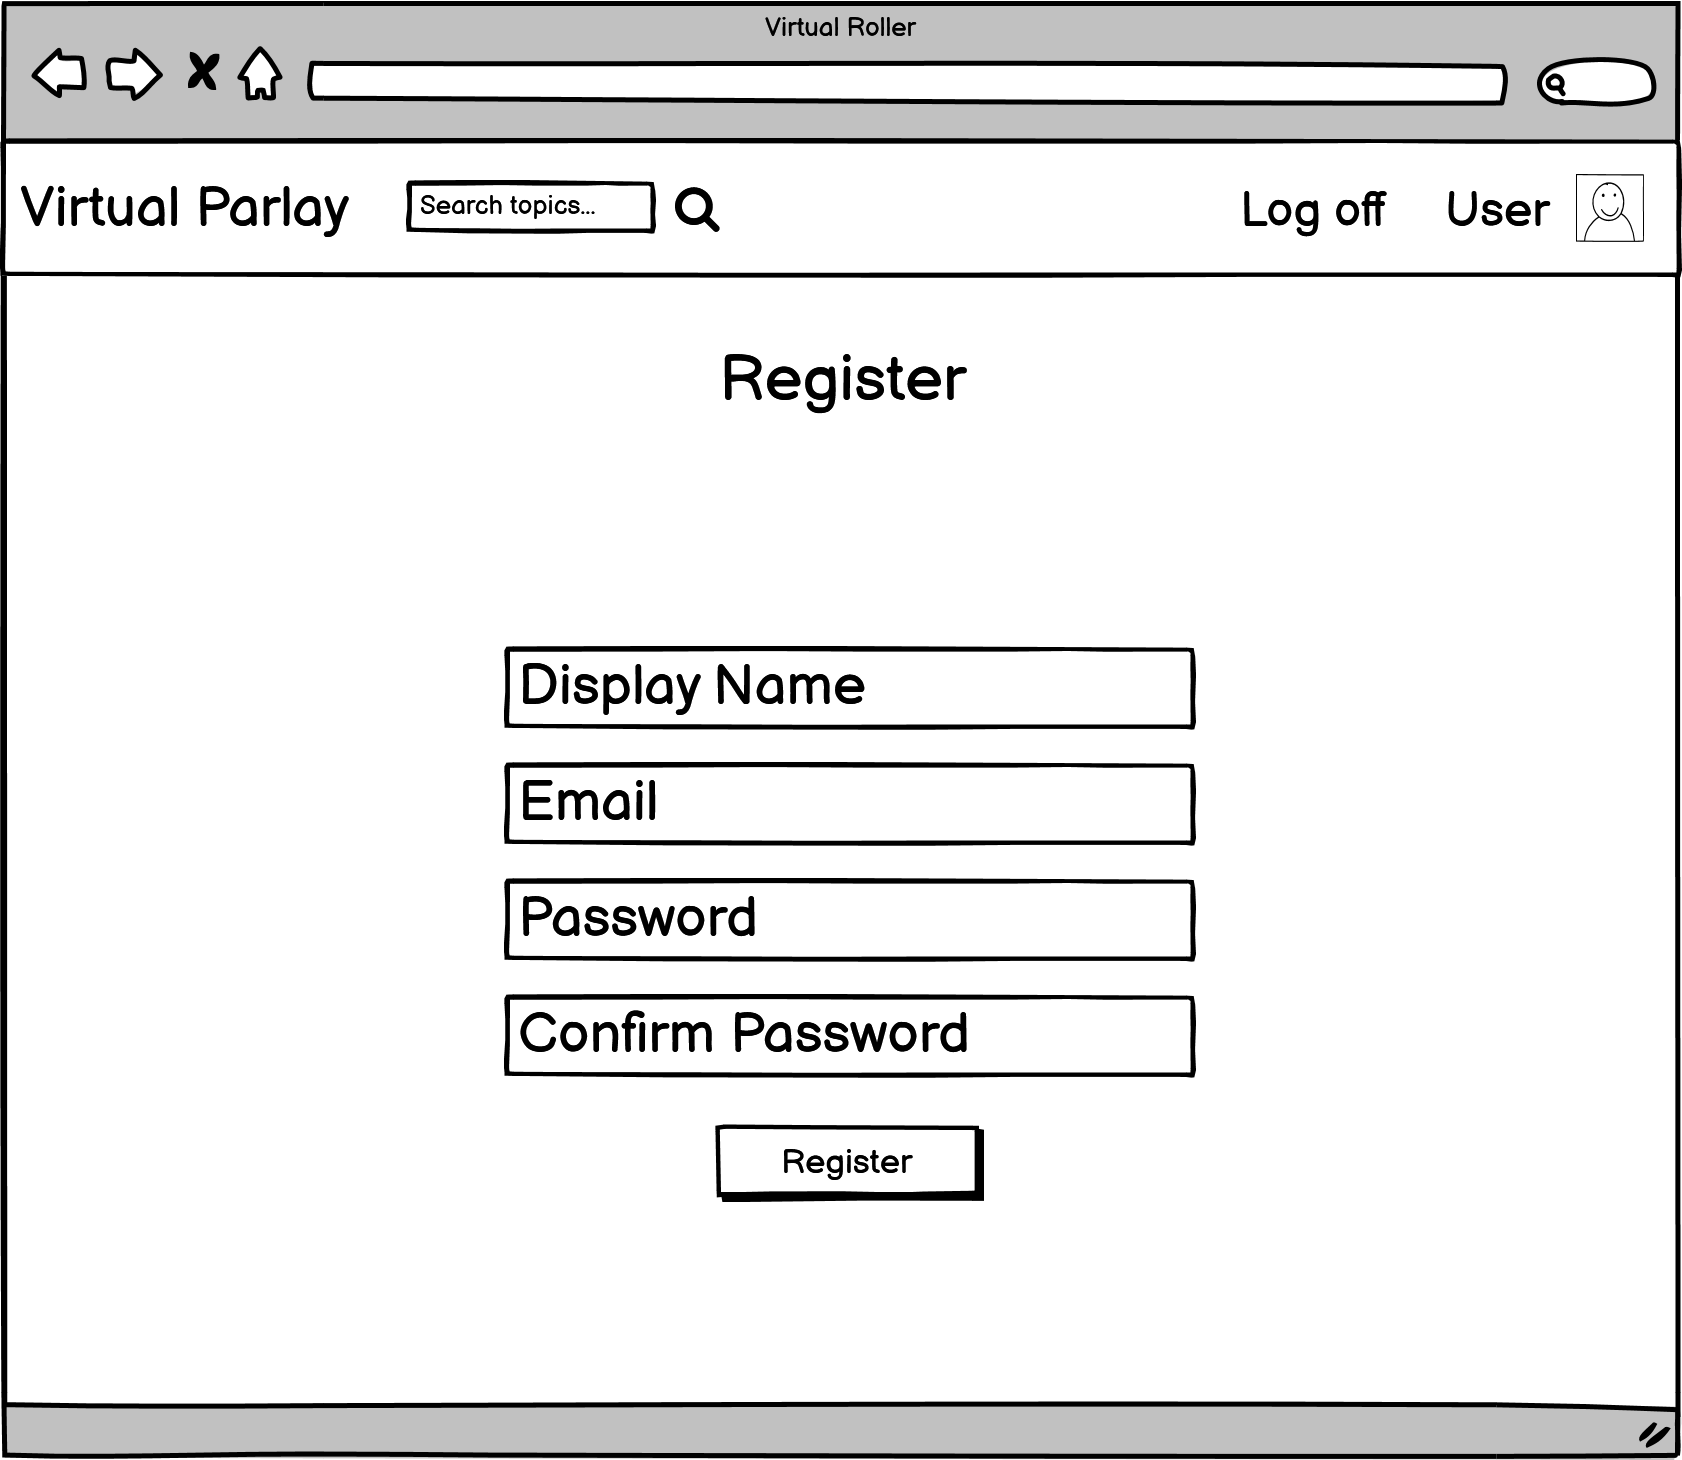 Virtual Roller
Virtual Parlay
Search topics...
Log off
User
Register
Display Name
Email
Password
Confirm Password
Register